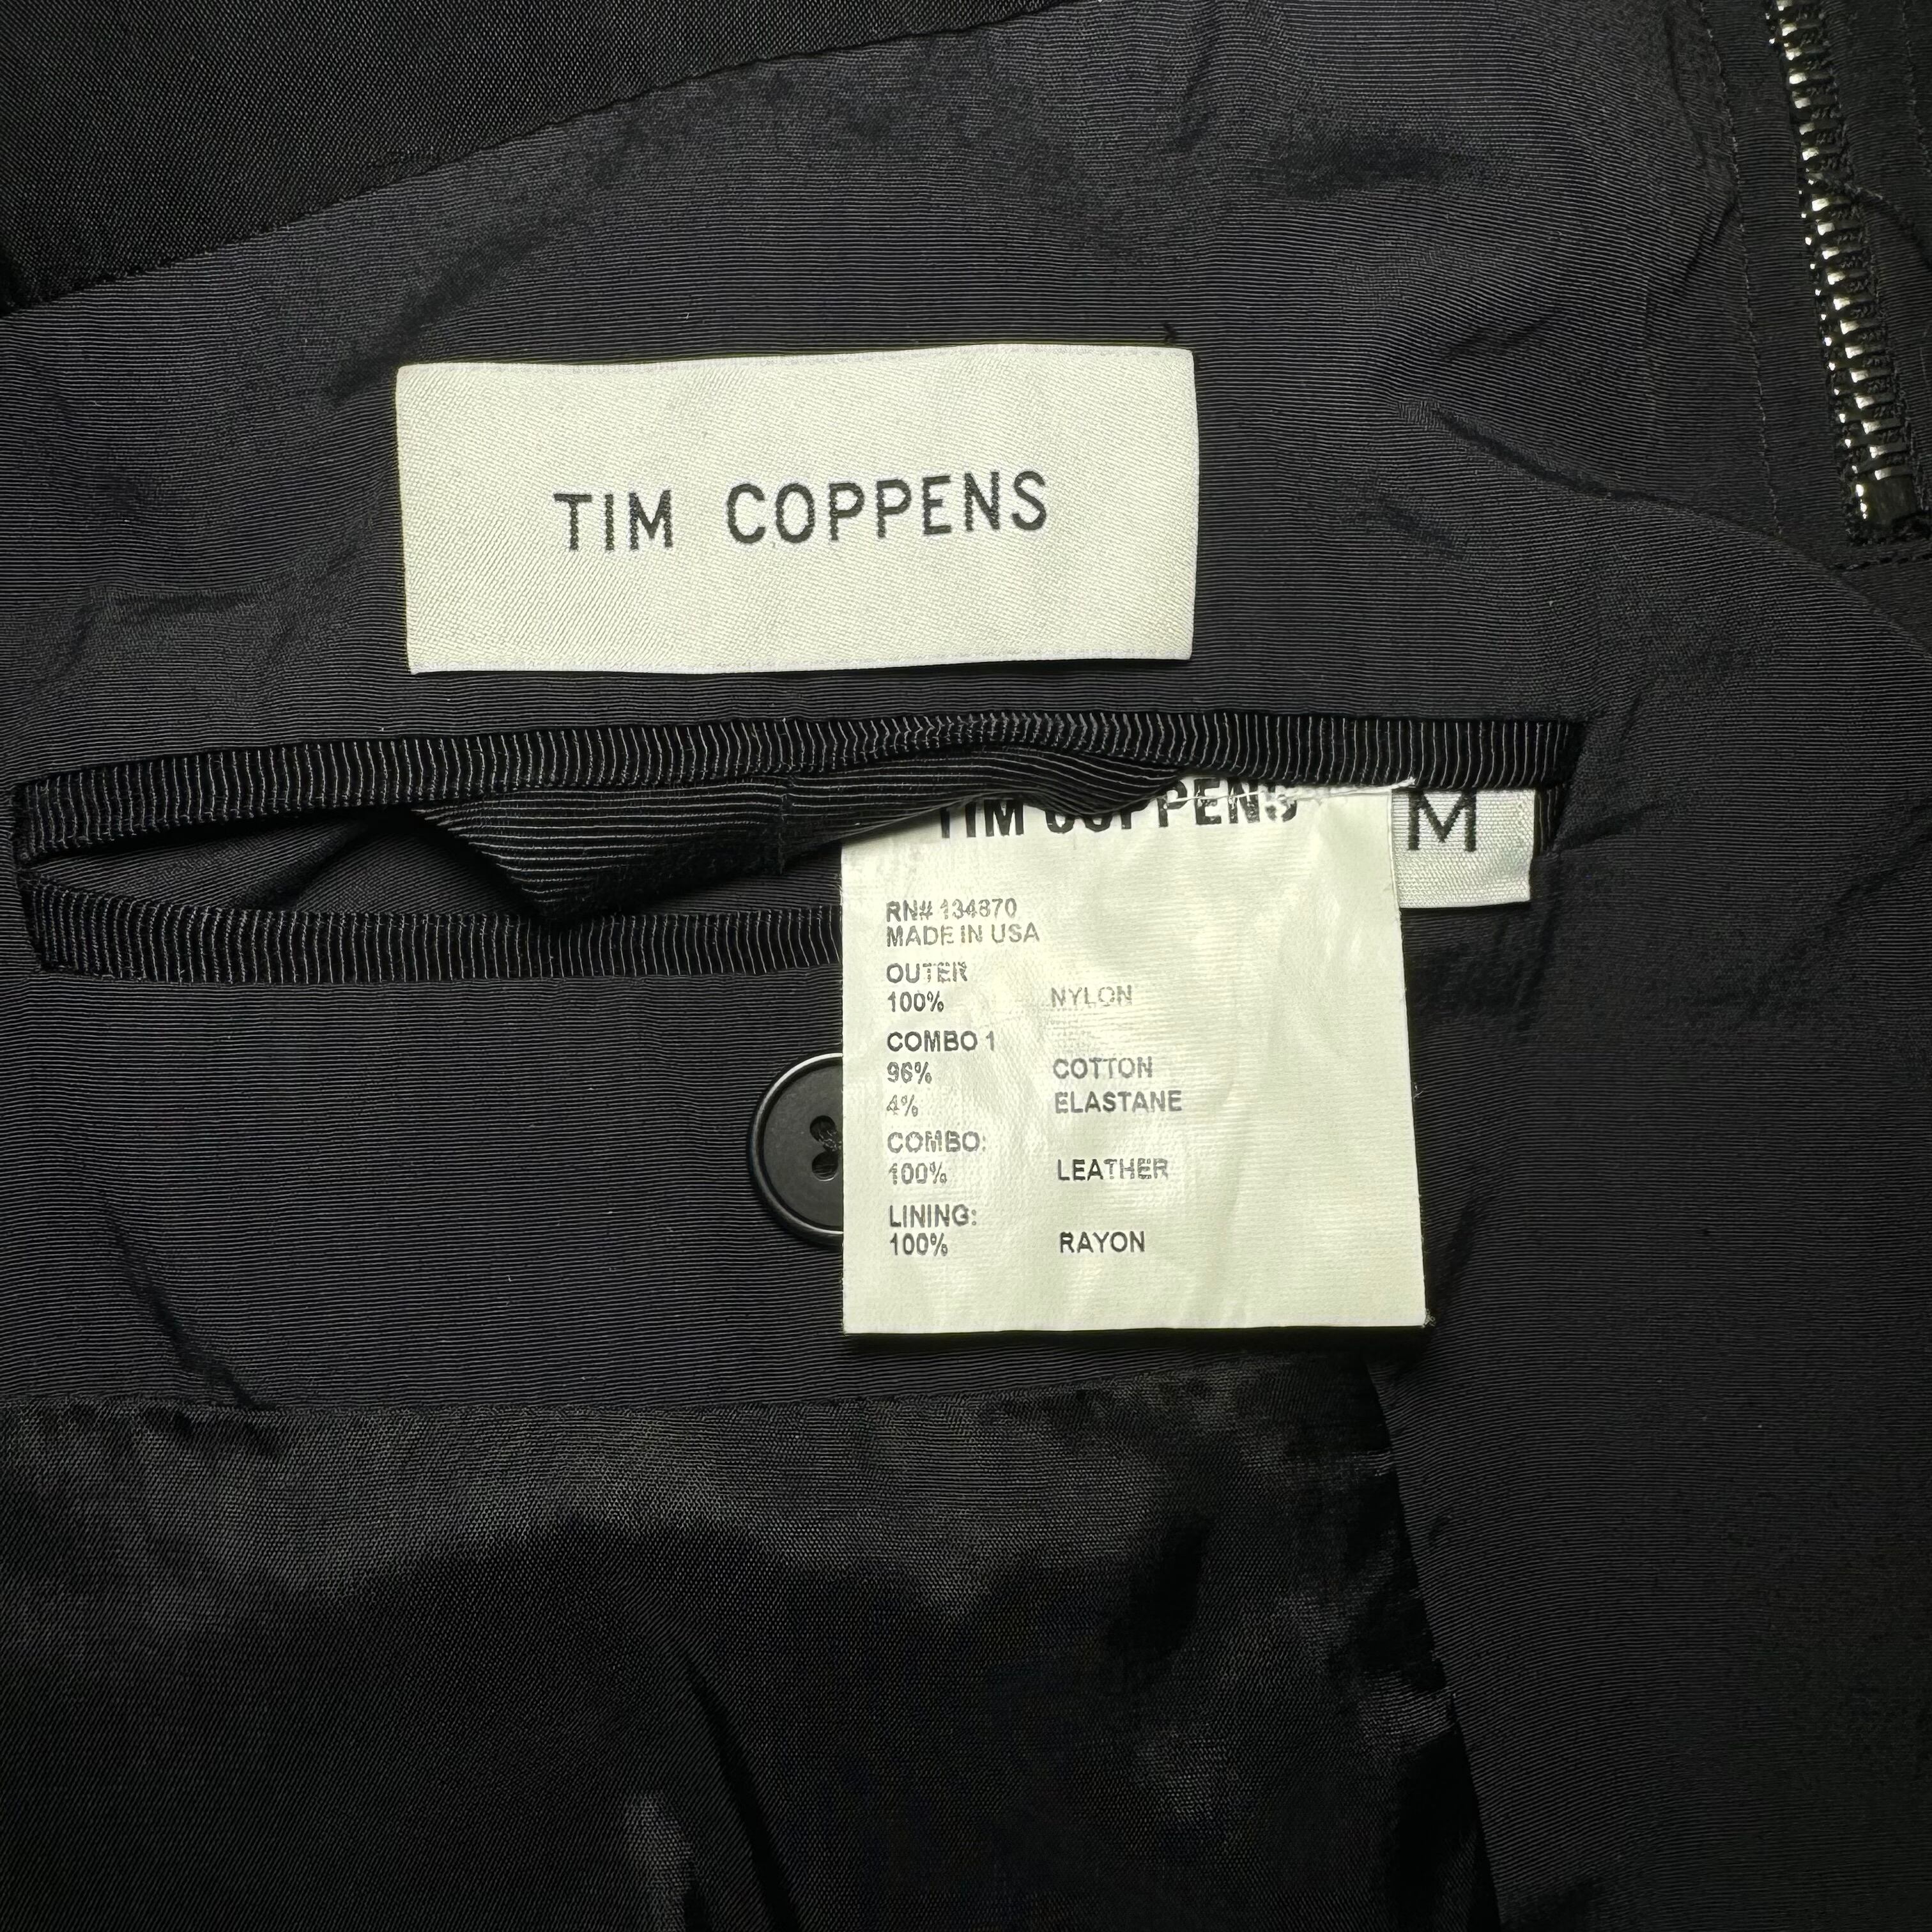 TIM COPPENS
TIM COPPENS
M
RN# 134870
MADE IN USA
OUTER
100% NYLON
COMBO 1
96% COTTON
4% ELASTANE
COMBO:
100% LEATHER
LINING:
100% RAYON